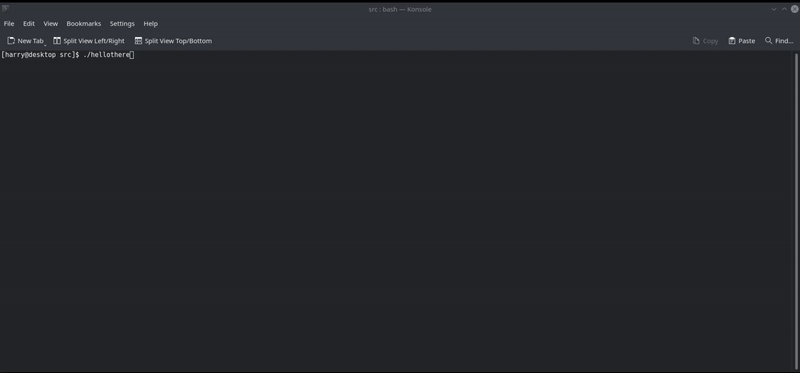 src : bash — Konsole
File Edit View Bookmarks Settings Help
New Tab Split View Left/Right Split View Top/Bottom Copy Paste Find...
[harry@desktop src]$ ./hellothere